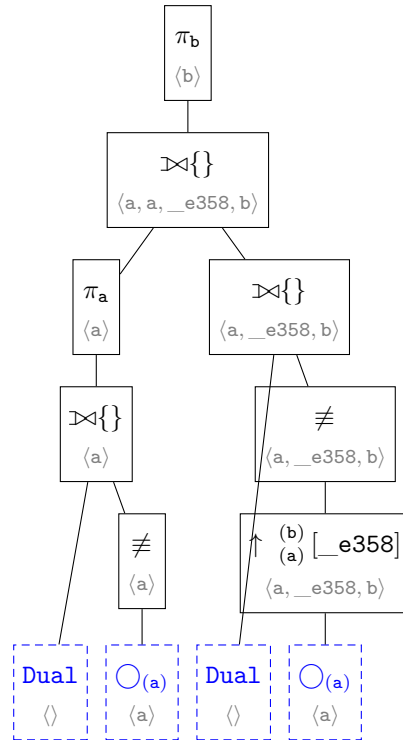 π_b
⟨b⟩
⟕{}
⟨a, a, __e358, b⟩
π_a
⟨a⟩
⟕{}
⟨a, __e358, b⟩
⟕{}
⟨a⟩
≢
⟨a, __e358, b⟩
≢
⟨a⟩
↑ (b) (a) [__e358]
⟨a, __e358, b⟩
Dual
⟨⟩
◯(a)
⟨a⟩
Dual
⟨⟩
◯(a)
⟨a⟩